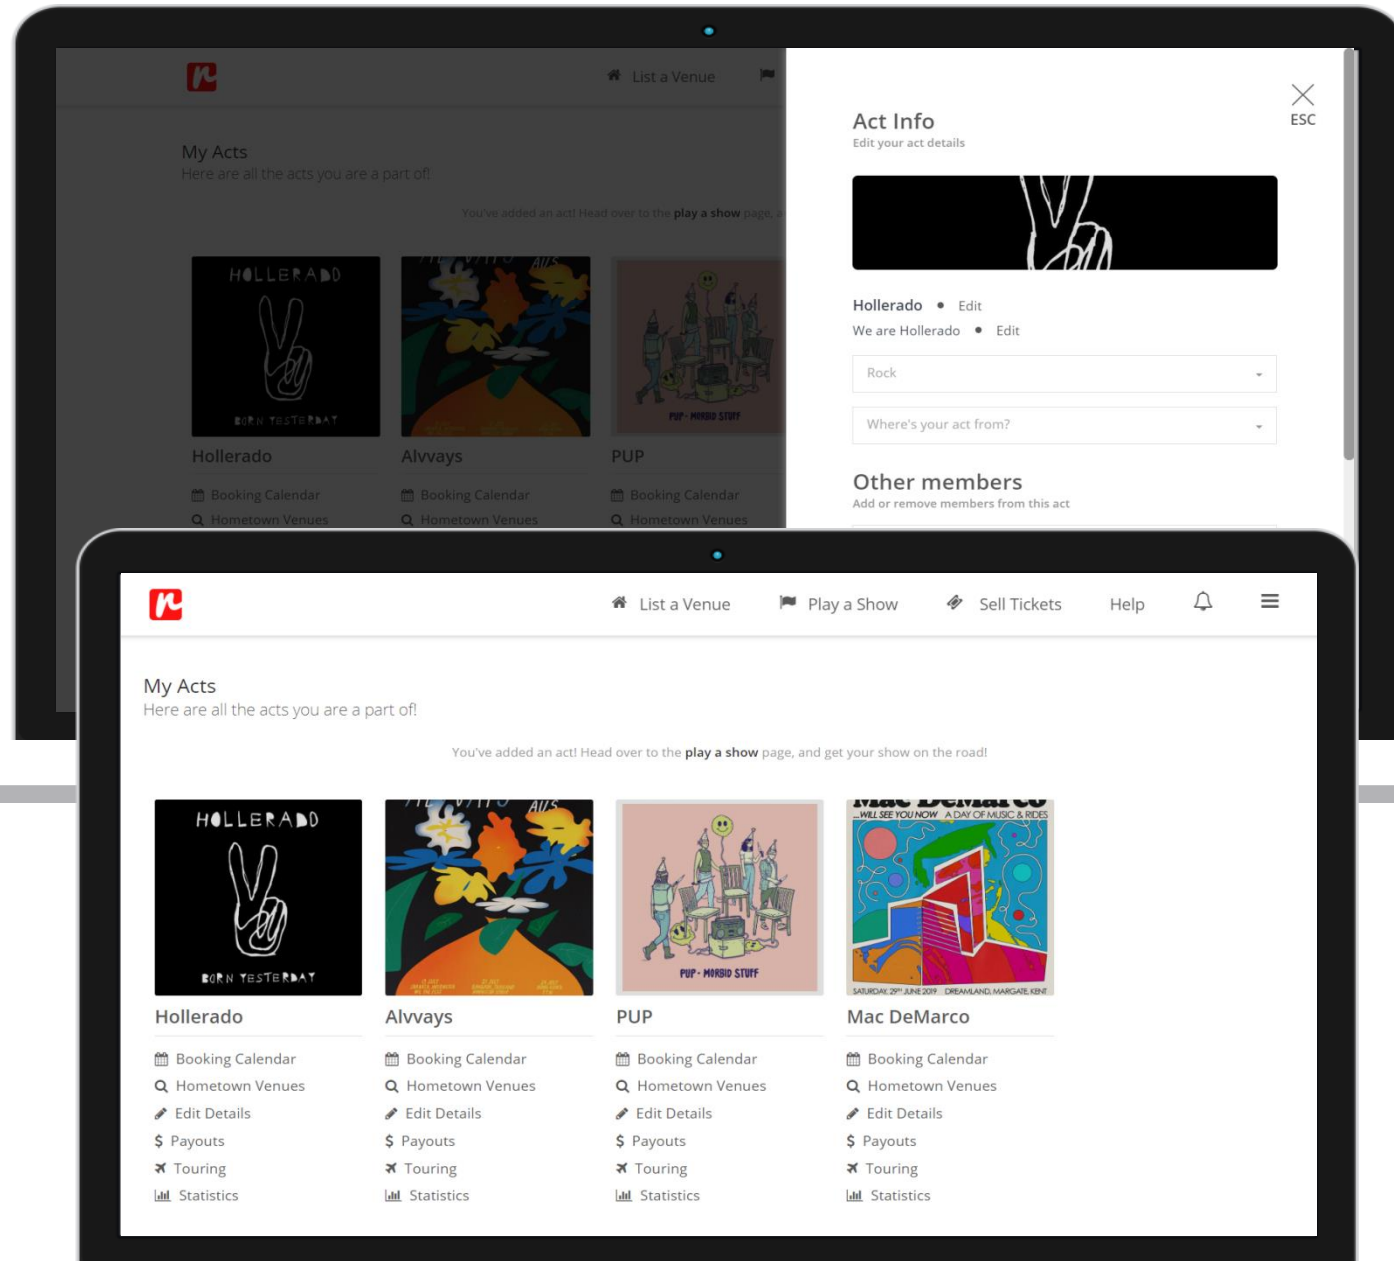 List a Venue
My Acts
Here are all the acts you are a part of!
You've added an act! Head over to the play a show page, a
HOLLERADO
BORN YESTERDAY
AUS
PUP - MORBID STUFF
Hollerado
Alvvays
PUP
Booking Calendar
Booking Calendar
Booking Calendar
Hometown Venues
Hometown Venues
Hometown Venues
ESC
Act Info
Edit your act details
Hollerado • Edit
We are Hollerado • Edit
Rock
Where's your act from?
Other members
Add or remove members from this act
List a Venue
Play a Show
Sell Tickets
Help
My Acts
Here are all the acts you are a part of!
You've added an act! Head over to the play a show page, and get your show on the road!
HOLLERADO
BORN YESTERDAY
AUS
PUP - MORBID STUFF
Mac DeMarco
...WILL SEE YOU NOW A DAY OF MUSIC & RIDES
SATURDAY 29TH JUNE 2019 DREAMLAND, MARGATE, KENT
Hollerado
Alvvays
PUP
Mac DeMarco
Booking Calendar
Booking Calendar
Booking Calendar
Booking Calendar
Hometown Venues
Hometown Venues
Hometown Venues
Hometown Venues
Edit Details
Edit Details
Edit Details
Edit Details
$ Payouts
$ Payouts
$ Payouts
$ Payouts
Touring
Touring
Touring
Touring
Statistics
Statistics
Statistics
Statistics